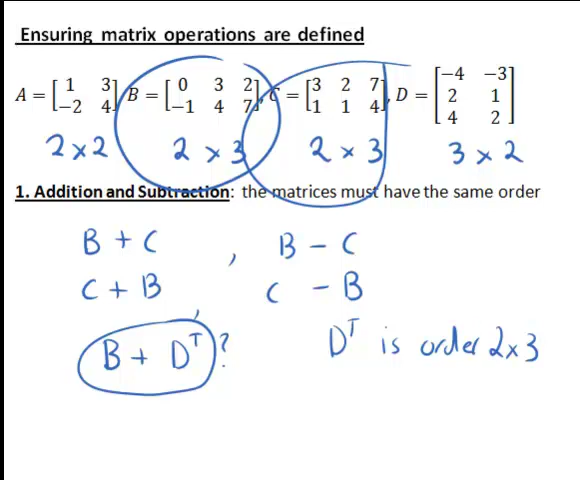 Ensuring matrix operations are defined
A = [1 3; −2 4], B = [0 3 2; −1 4 7], C = [3 2 7; 1 1 4], D = [−4 −3; 2 1; 4 2]
2 × 2 2 × 3 2 × 3 3 × 2
1. Addition and Subtraction: the matrices must have the same order
B + C , B − C
C + B C − B
B + Dᵀ ? Dᵀ is order 2×3